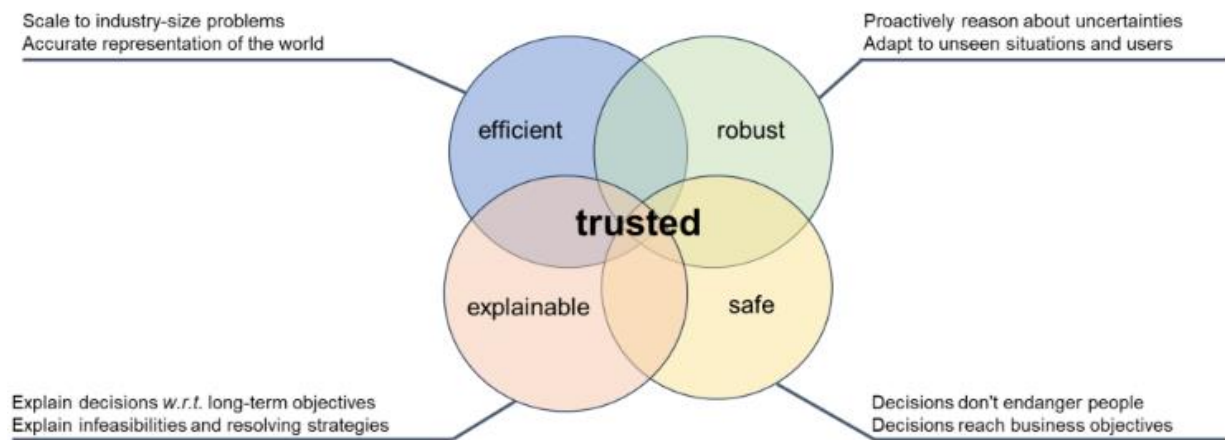 Scale to industry-size problems
Accurate representation of the world
Proactively reason about uncertainties
Adapt to unseen situations and users
efficient
robust
trusted
explainable
safe
Explain decisions w.r.t. long-term objectives
Explain infeasibilities and resolving strategies
Decisions don't endanger people
Decisions reach business objectives